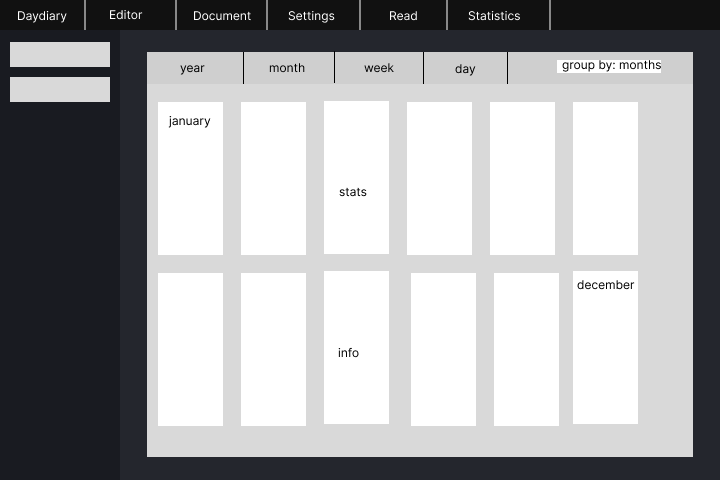 Daydiary Editor Document Settings Read Statistics
year month week day group by: months
january
stats
december
info